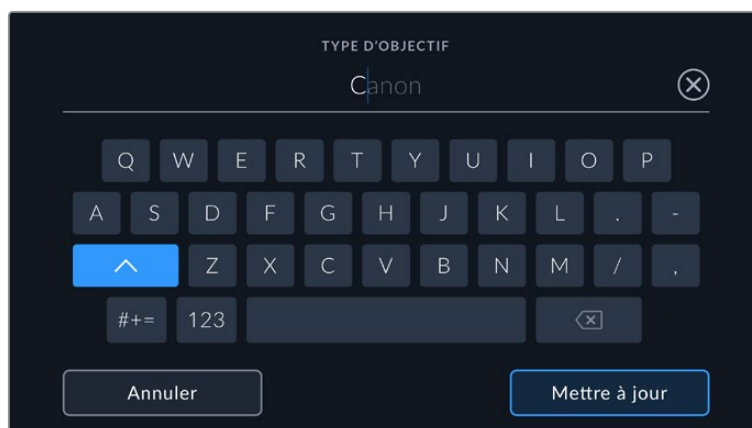 TYPE D'OBJECTIF
Canon
Q W E R T Y U I O P
A S D F G H J K L . -
Z X C V B N M / ,
#+= 123
Annuler Mettre à jour